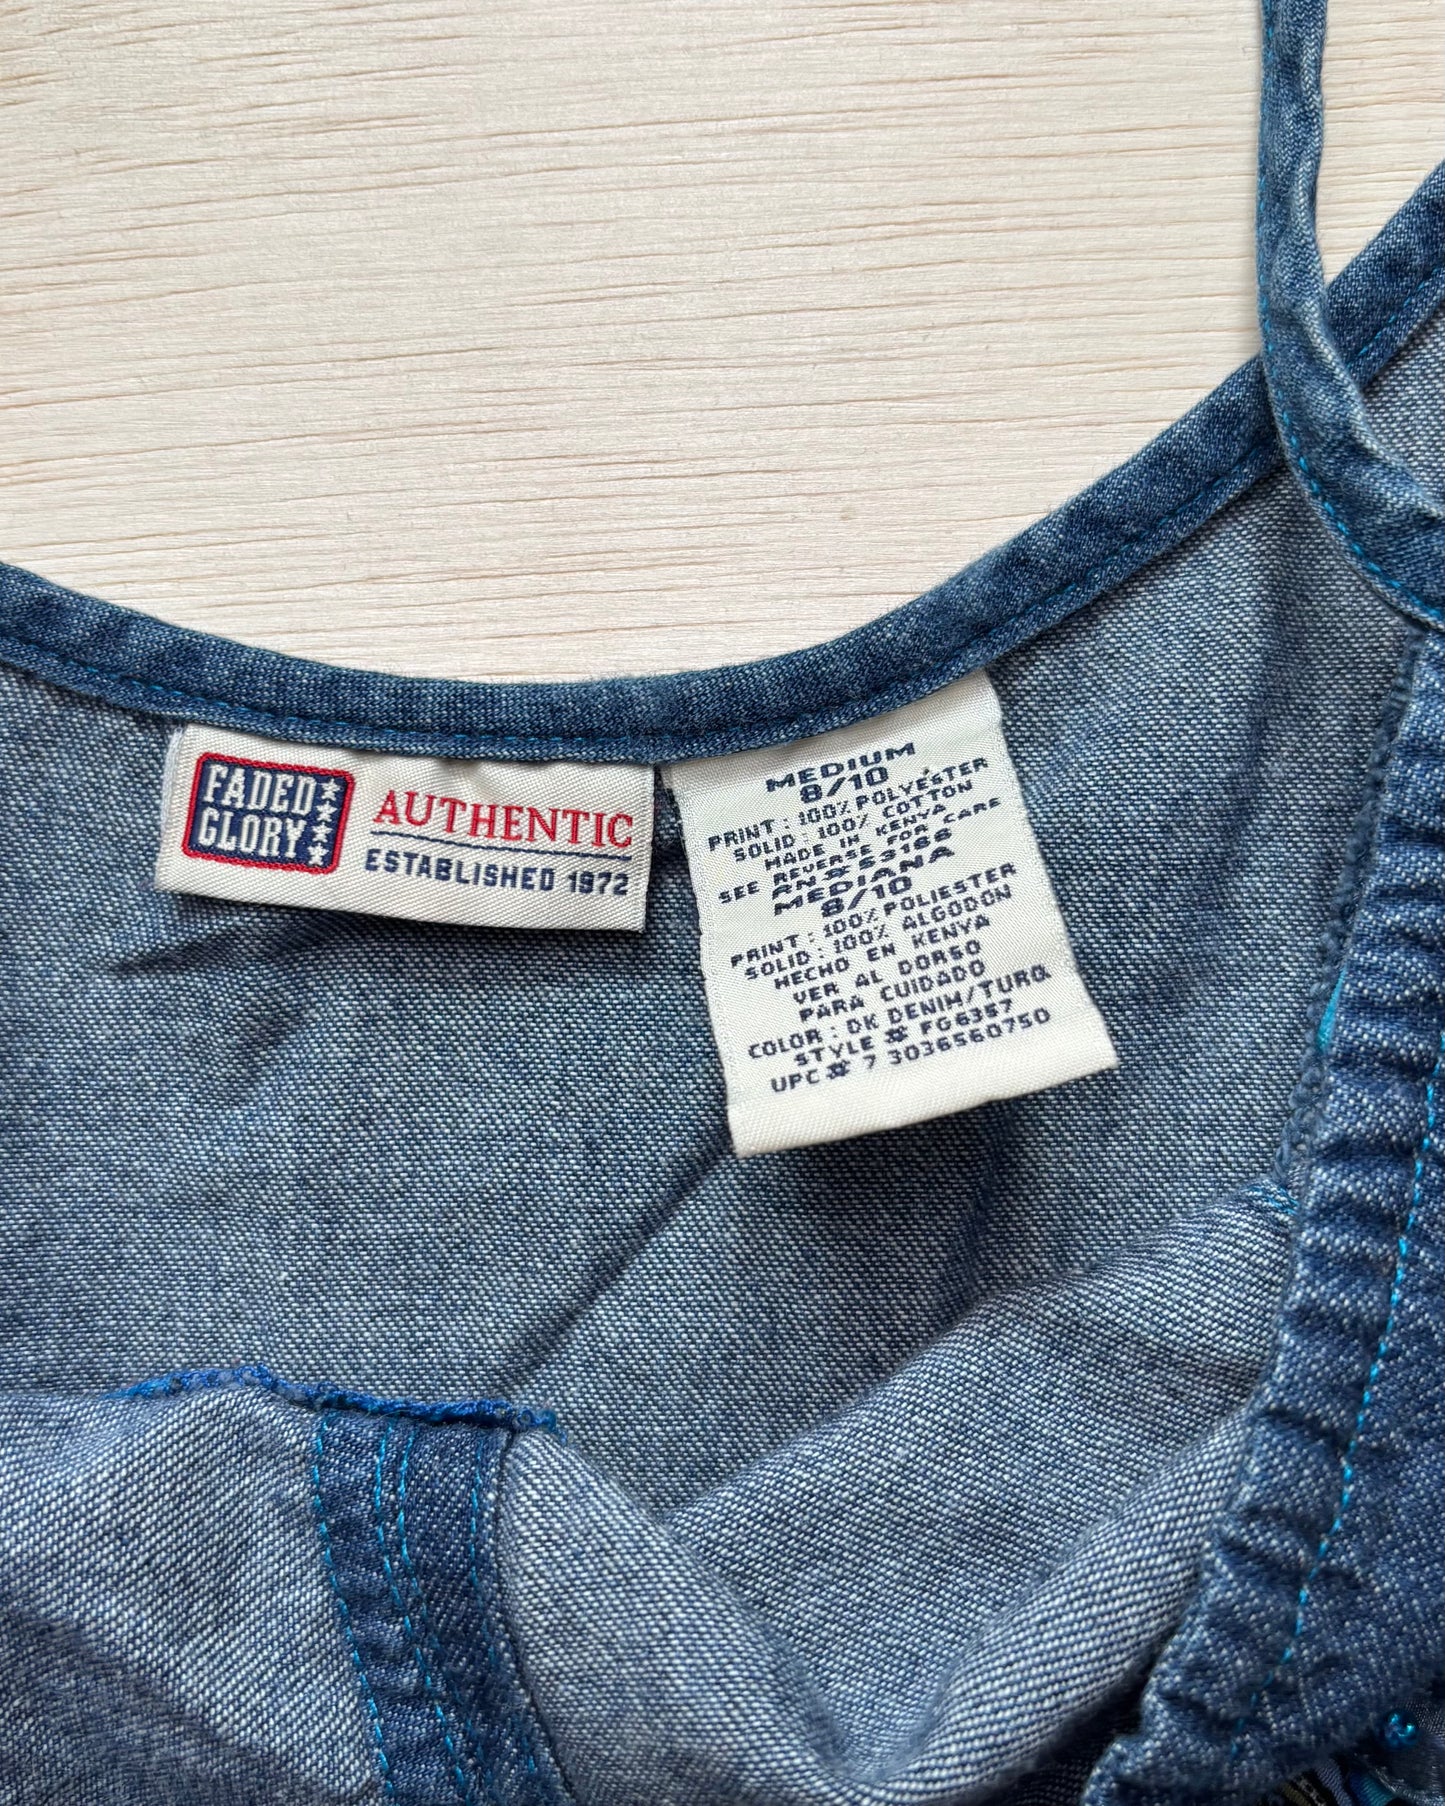 FADED
GLORY
AUTHENTIC
ESTABLISHED 1972
MEDIUM
8/10
PRINT : 100% POLYESTER
SOLID : 100% COTTON
MADE IN KENYA
SEE REVERSE FOR CARE
RN# 53166
MEDIANA
8/10
PRINT : 100% POLIESTER
SOLID : 100% ALGODON
HECHO EN KENYA
VER AL DORSO
PARA CUIDADO
COLOR : DK DENIM/TURQ
STYLE # FG6357
UPC # 7 3036560750